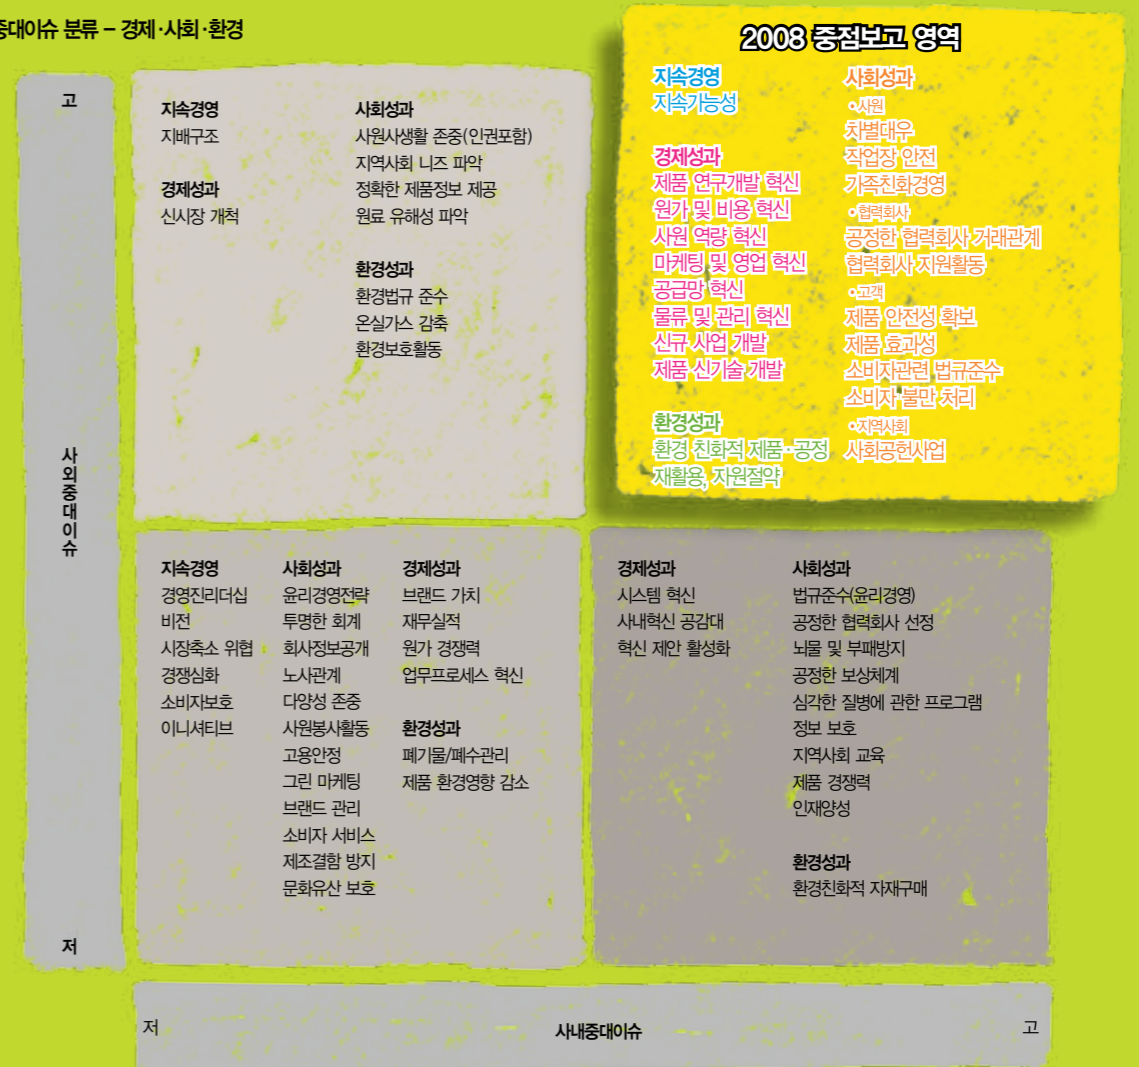 중대이슈 분류 – 경제·사회·환경
고
사외중대이슈
저
지속경영
지배구조
경제성과
신시장 개척
사회성과
사원사생활 존중(인권포함)
지역사회 니즈 파악
정확한 제품정보 제공
원료 유해성 파악
환경성과
환경법규 준수
온실가스 감축
환경보호활동
2008 중점보고 영역
지속경영
지속가능성
경제성과
제품 연구개발 혁신
원가 및 비용 혁신
사원 역량 혁신
마케팅 및 영업 혁신
공급망 혁신
물류 및 관리 혁신
신규 사업 개발
제품 신기술 개발
환경성과
환경 친화적 제품·공정
재활용, 자원절약
사회성과
·사원
차별대우
작업장 안전
가족친화경영
·협력회사
공정한 협력회사 거래관계
협력회사 지원활동
·고객
제품 안전성 확보
제품 효과성
소비자관련 법규준수
소비자 불만 처리
·지역사회
사회공헌사업
지속경영
경영진리더십
비전
시장축소 위협
경쟁심화
소비자보호
이니셔티브
사회성과
윤리경영전략
투명한 회계
회사정보공개
노사관계
다양성 존중
사원봉사활동
고용안정
그린 마케팅
브랜드 관리
소비자 서비스
제조결함 방지
문화유산 보호
경제성과
브랜드 가치
재무실적
원가 경쟁력
업무프로세스 혁신
환경성과
폐기물/폐수관리
제품 환경영향 감소
경제성과
시스템 혁신
사내혁신 공감대
혁신 제안 활성화
사회성과
법규준수(윤리경영)
공정한 협력회사 선정
뇌물 및 부패방지
공정한 보상체계
심각한 질병에 관한 프로그램
정보 보호
지역사회 교육
제품 경쟁력
인재양성
환경성과
환경친화적 자재구매
저
사내중대이슈
고